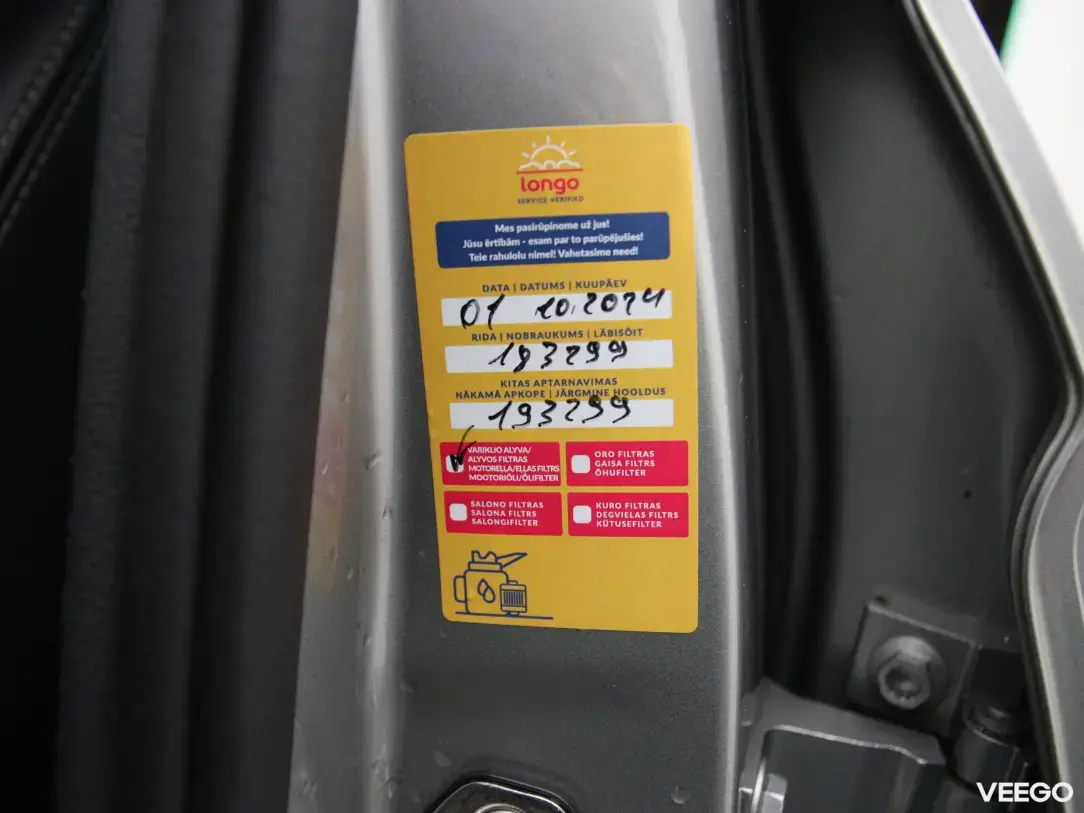 longo
SERVICE VERIFIED
Mes pasirūpinome už jus!
Jūsu ērtībām - esam par to parūpējušies!
Teie rahulolu nimel! Vahetasime need!
DATA | DATUMS | KUUPÄEV
01 10.2024
RIDA | NOBRAUKUMS | LÄBISÕIT
183299
KITAS APTARNAVIMAS
NĀKAMĀ APKOPE | JÄRGMINE HOOLDUS
193299
VARIKLIO ALYVA/
ALYVOS FILTRAS
MOTORELLA/EĻĻAS FILTRS
MOOTORIÕLI/ÕLIFILTER
ORO FILTRAS
GAISA FILTRS
ÕHUFILTER
SALONO FILTRAS
SALONA FILTRS
SALONGIFILTER
KURO FILTRAS
DEGVIELAS FILTRS
KÜTUSEFILTER
VEEGO